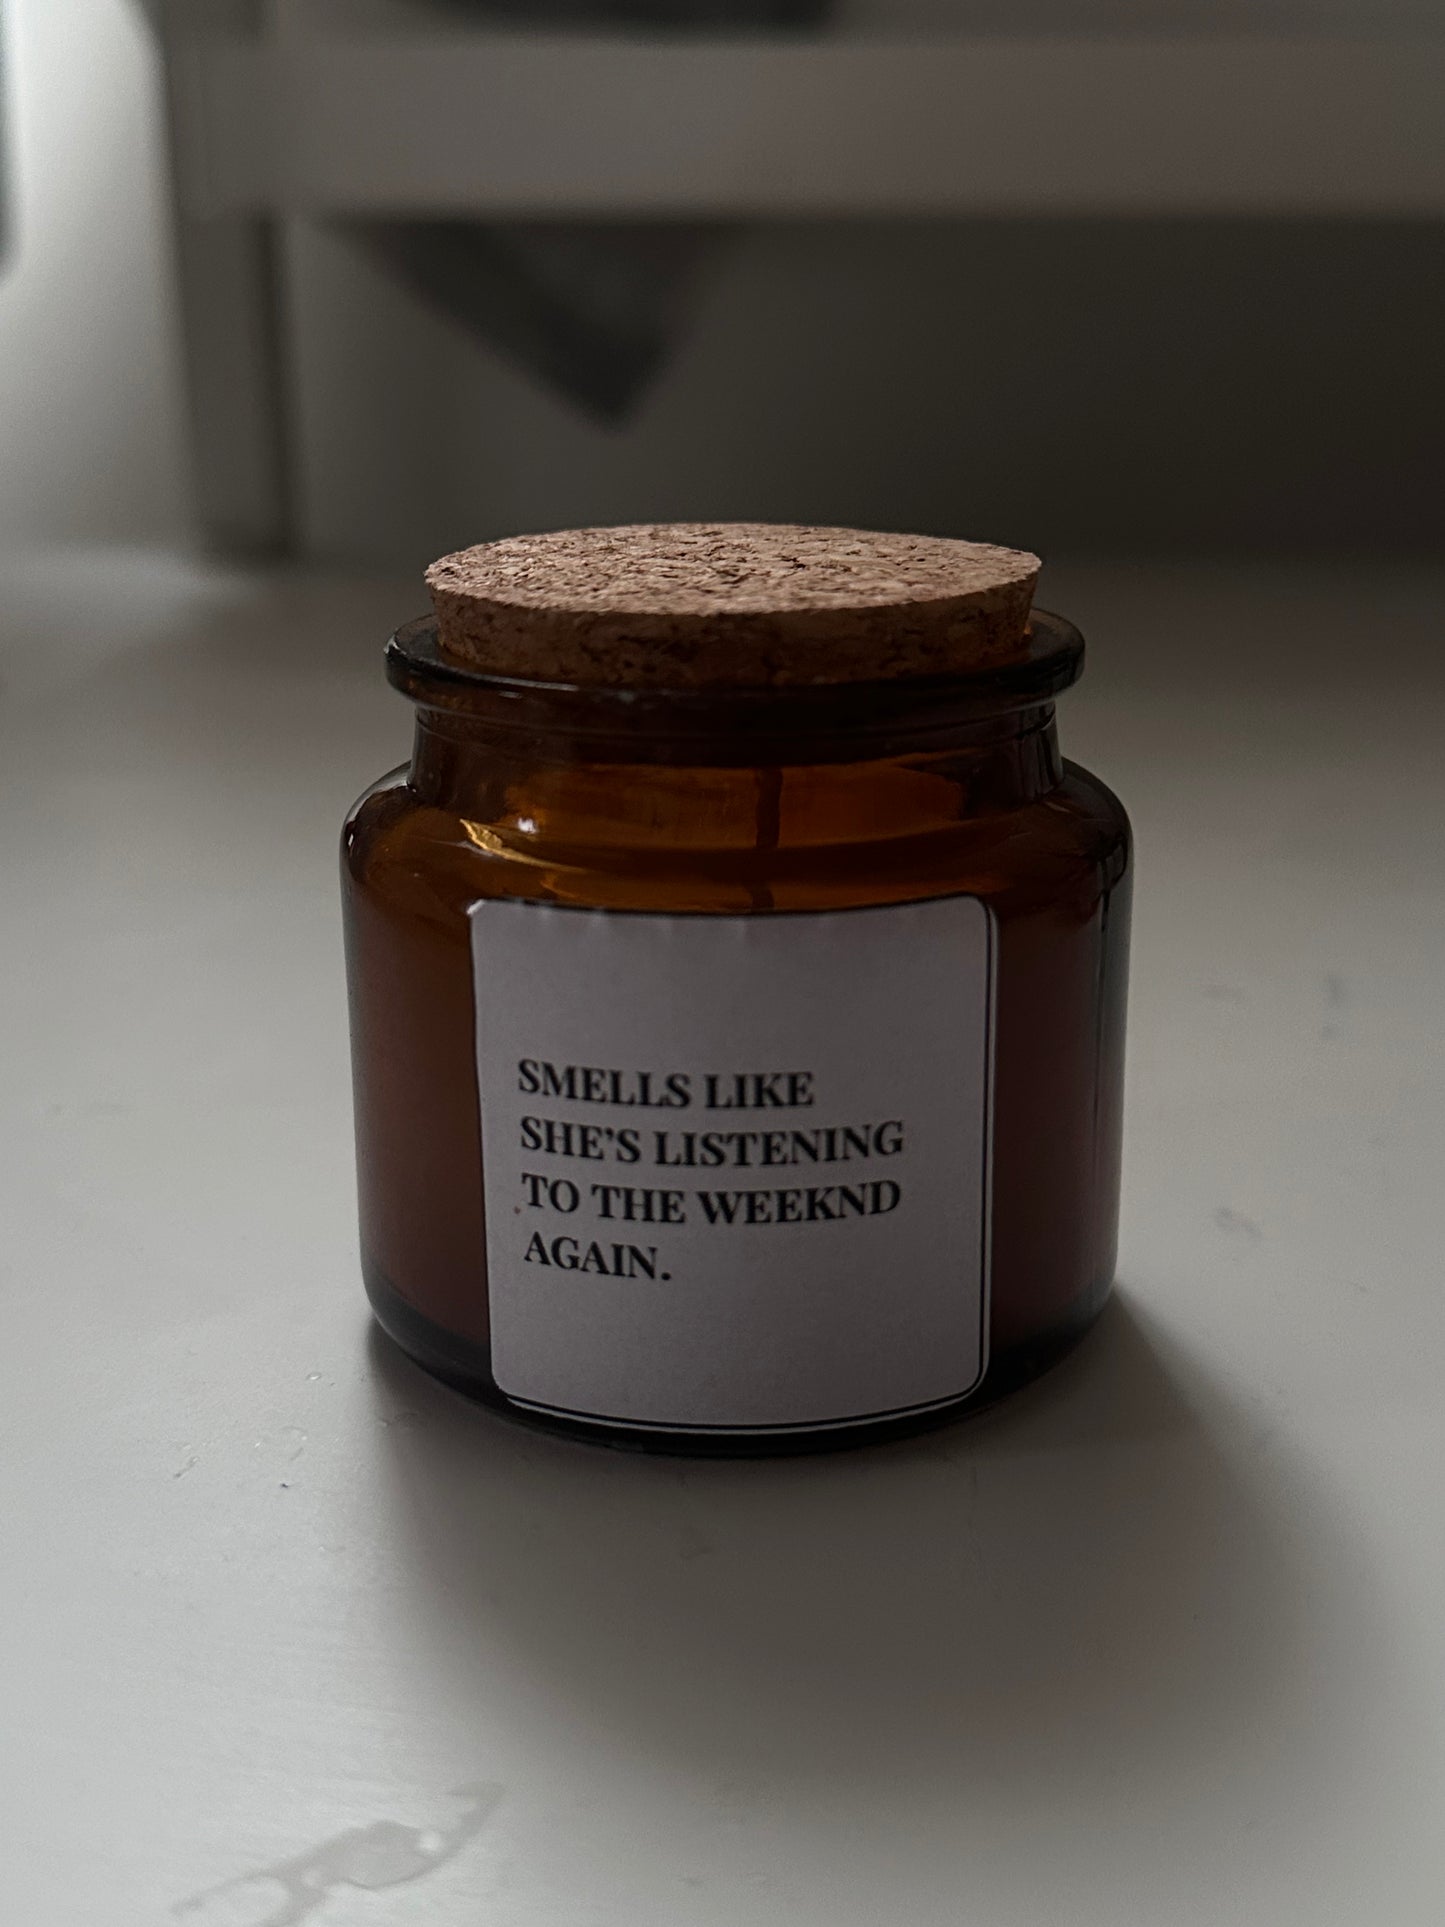 SMELLS LIKE
SHE'S LISTENING
TO THE WEEKND
AGAIN.